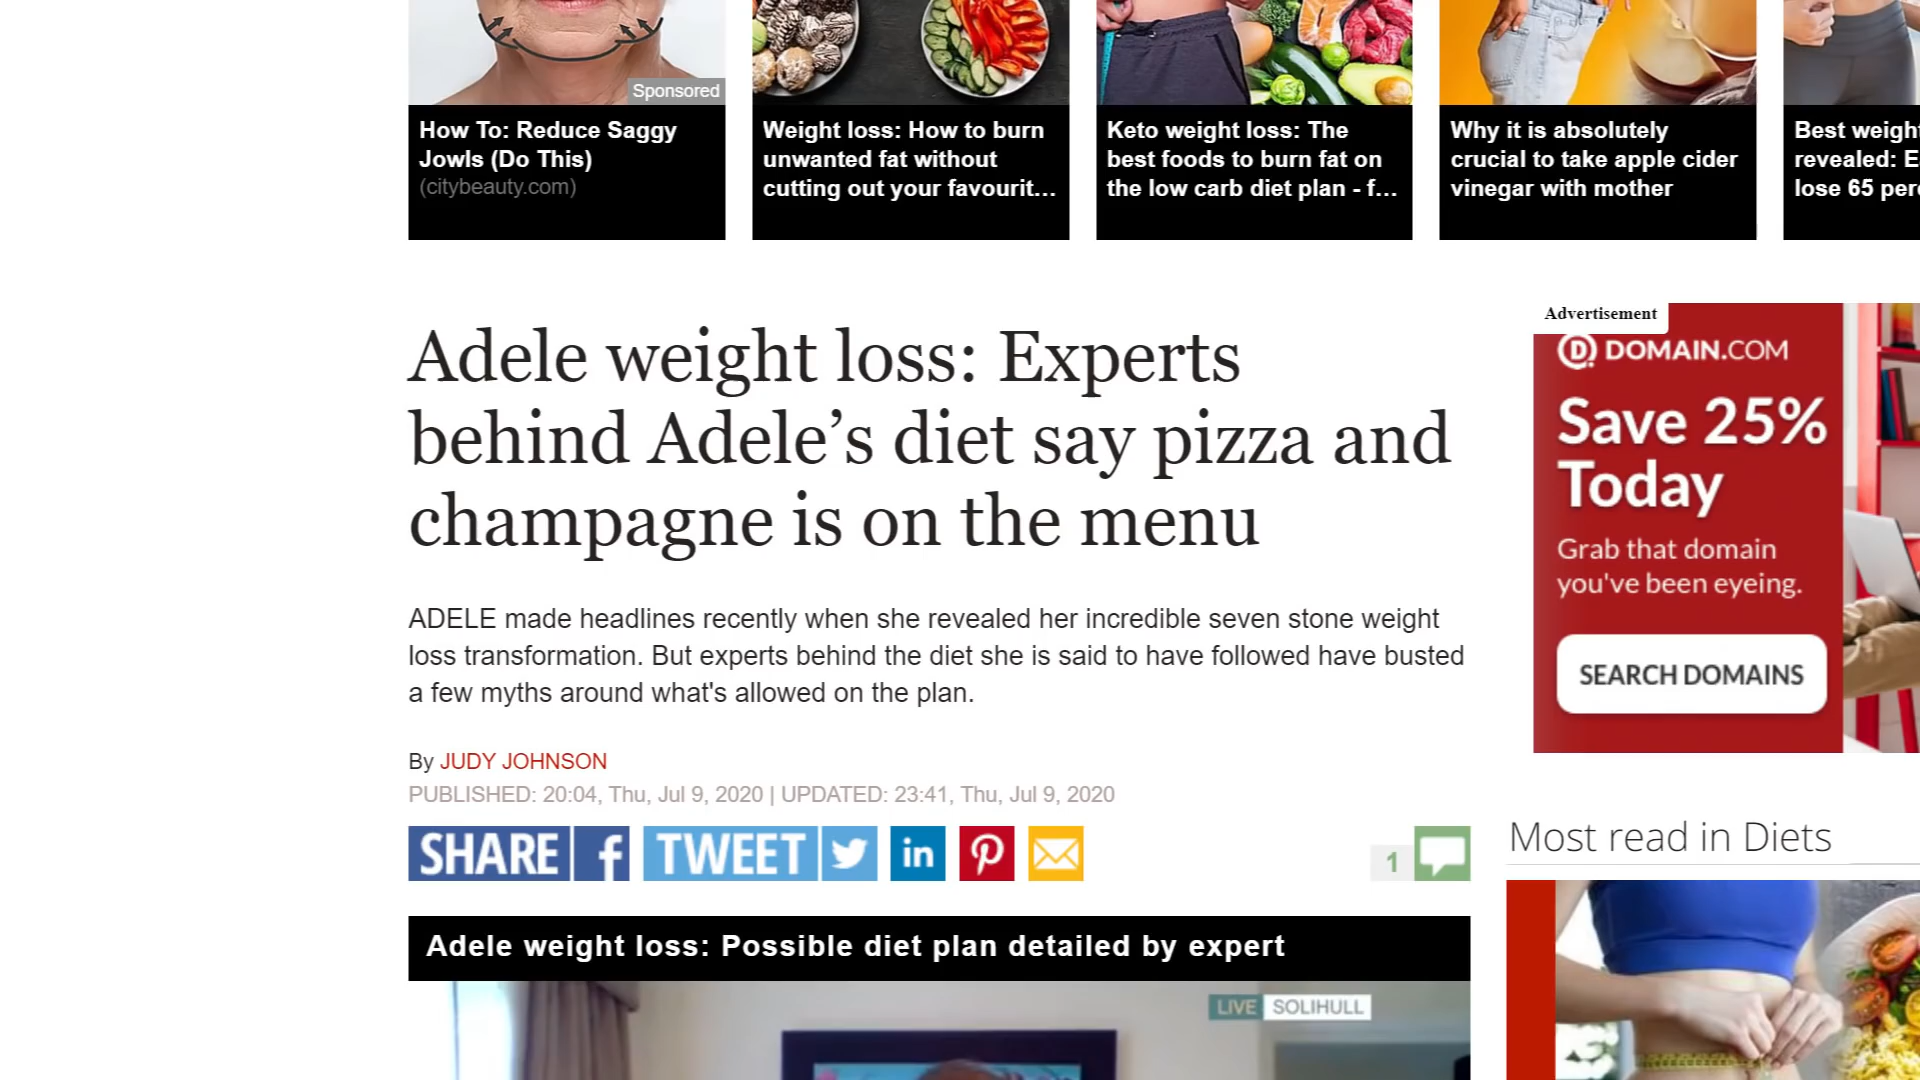 Sponsored
How To: Reduce Saggy
Jowls (Do This)
(citybeauty.com)
Weight loss: How to burn
unwanted fat without
cutting out your favourit...
Keto weight loss: The
best foods to burn fat on
the low carb diet plan - f...
Why it is absolutely
crucial to take apple cider
vinegar with mother
Best weight
revealed: E
lose 65 per
Adele weight loss: Experts
behind Adele’s diet say pizza and
champagne is on the menu
ADELE made headlines recently when she revealed her incredible seven stone weight
loss transformation. But experts behind the diet she is said to have followed have busted
a few myths around what's allowed on the plan.
By JUDY JOHNSON
PUBLISHED: 20:04, Thu, Jul 9, 2020 | UPDATED: 23:41, Thu, Jul 9, 2020
SHARE f TWEET in
1
Adele weight loss: Possible diet plan detailed by expert
LIVE SOLIHULL
Advertisement
DOMAIN.COM
Save 25%
Today
Grab that domain
you've been eyeing.
SEARCH DOMAINS
Most read in Diets